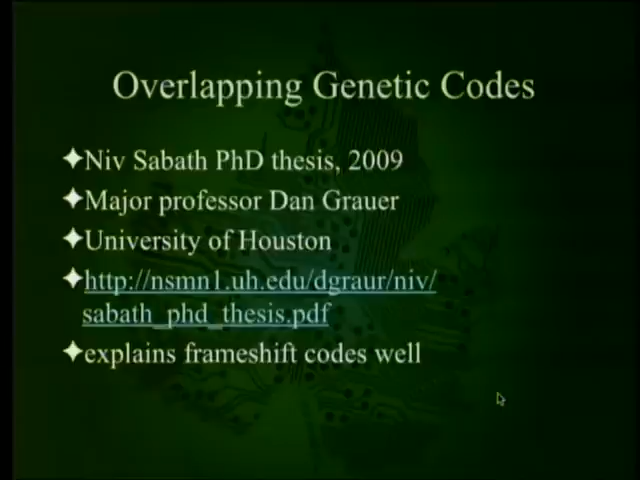 Overlapping Genetic Codes
Niv Sabath PhD thesis, 2009
Major professor Dan Grauer
University of Houston
http://nsmn1.uh.edu/dgraur/niv/
sabath_phd_thesis.pdf
explains frameshift codes well